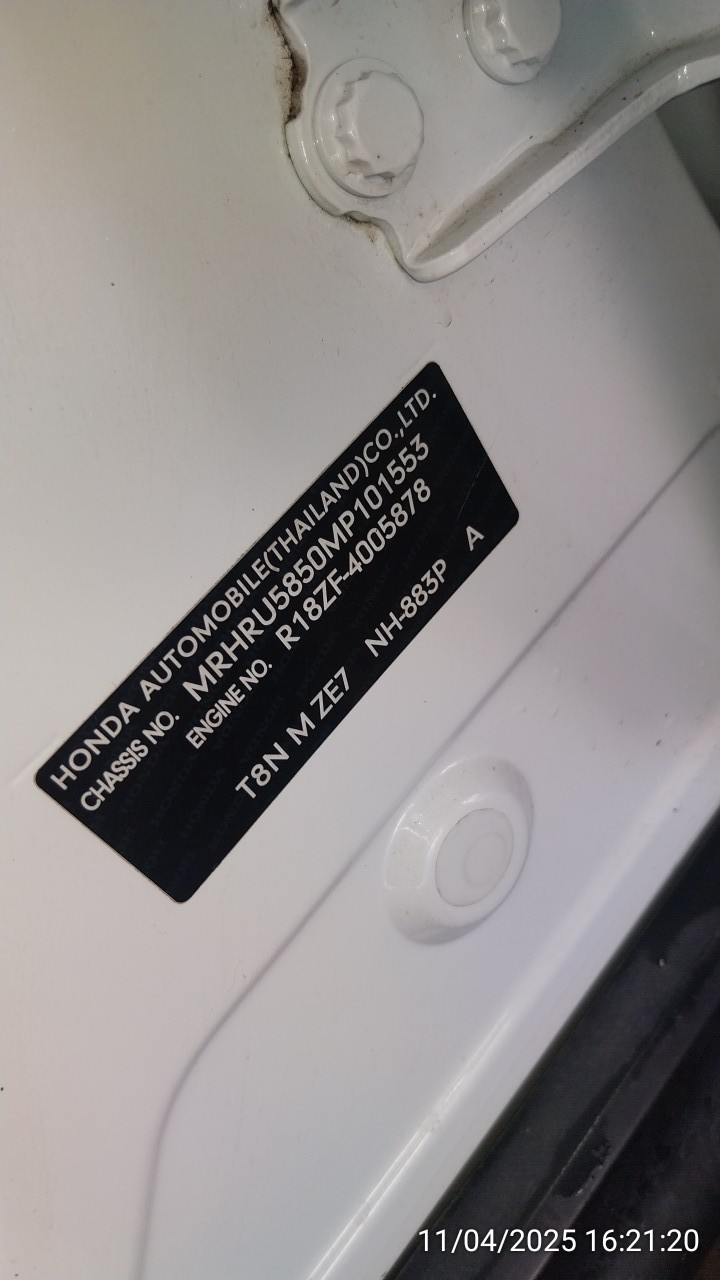 HONDA AUTOMOBILE(THAILAND)CO.,LTD.
CHASSIS NO. MRHRU5850MP101553
ENGINE NO. R18ZF-4005878
T8N M ZE7 NH-883P A
11/04/2025 16:21:20